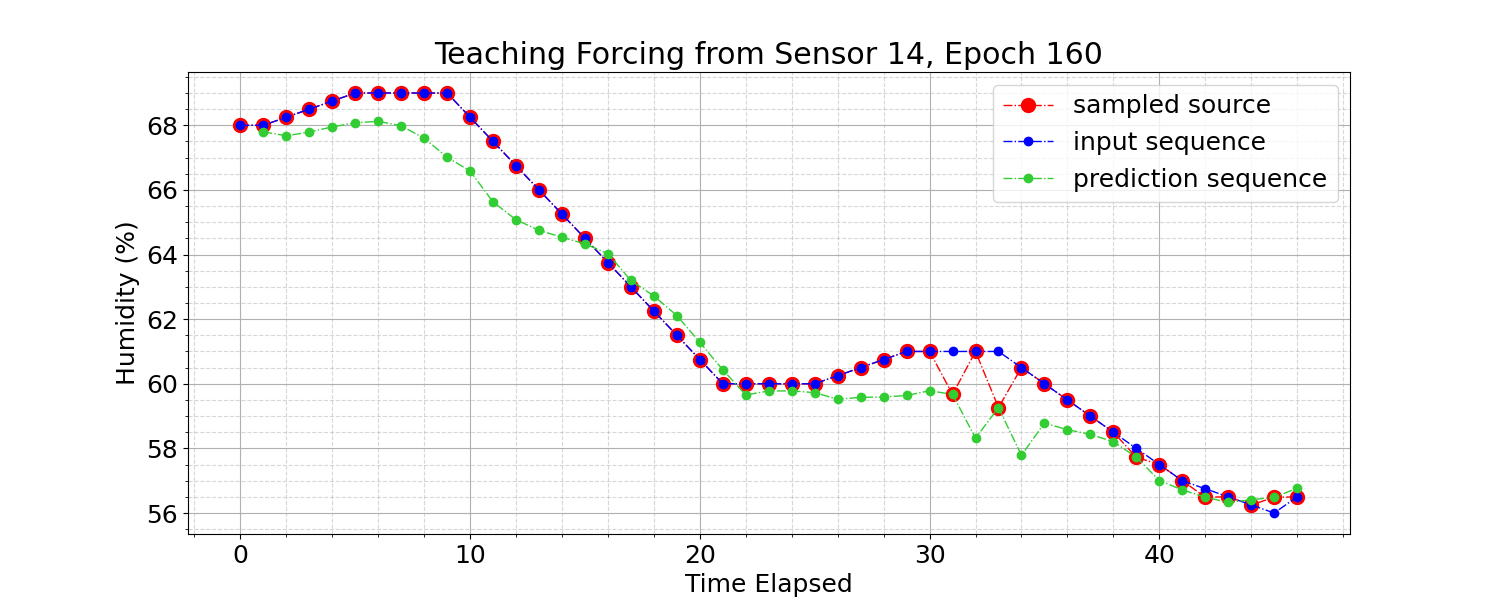 Teaching Forcing from Sensor 14, Epoch 160
sampled source
input sequence
prediction sequence
Humidity (%)
68
66
64
62
60
58
56
0 10 20 30 40
Time Elapsed